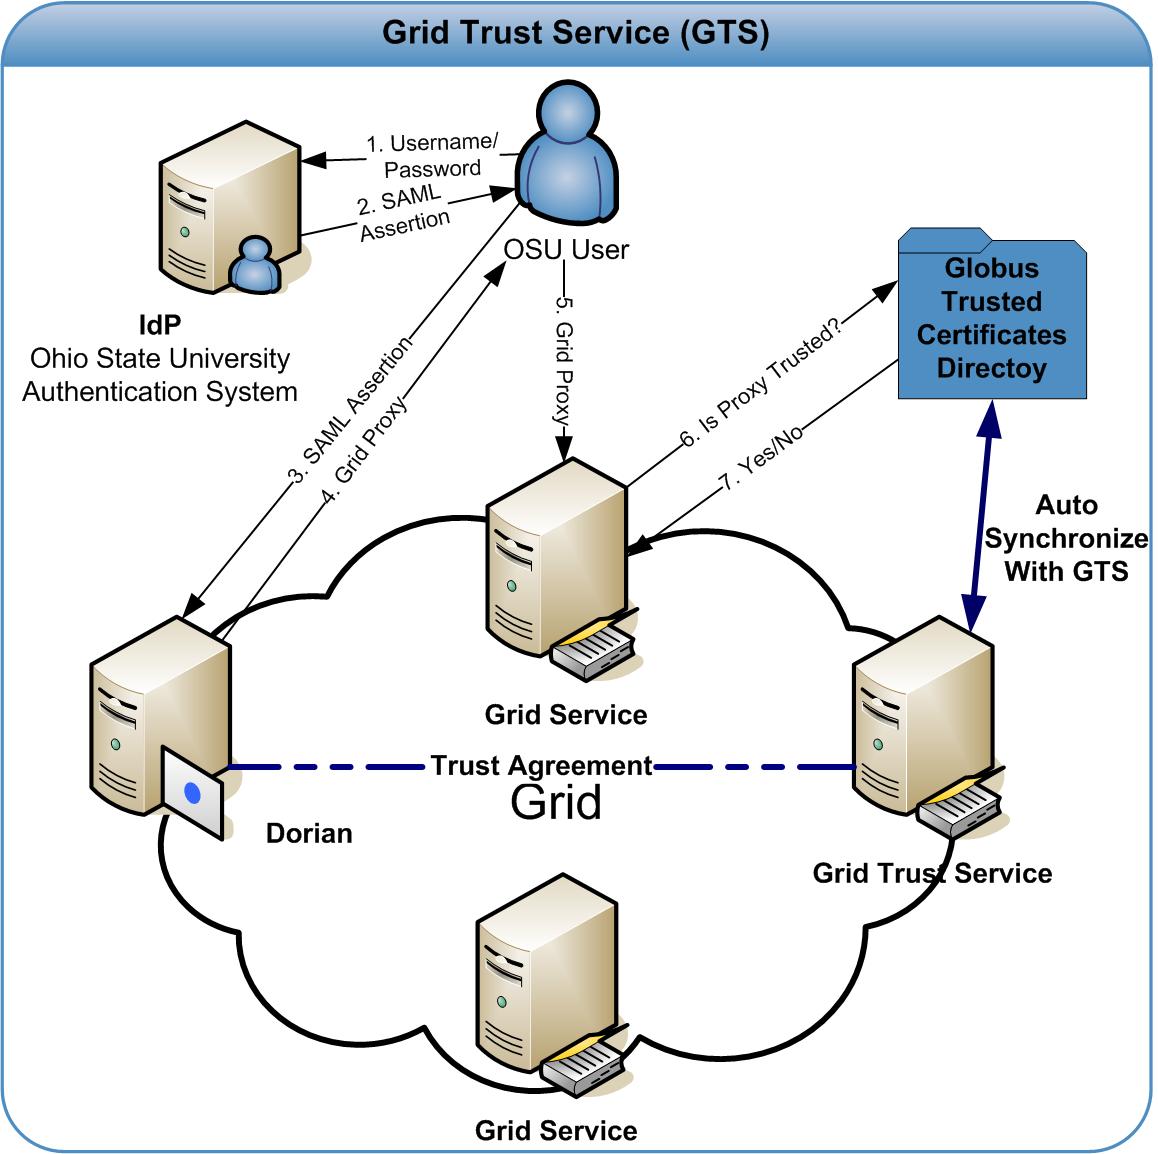 Grid Trust Service (GTS)
1. Username/
Password
2. SAML
Assertion
OSU User
IdP
Ohio State University
Authentication System
Globus
Trusted
Certificates
Directoy
3. SAML Assertion
4. Grid Proxy
5. Grid Proxy
6. Is Proxy Trusted?
7. Yes/No
Auto
Synchronize
With GTS
Grid Service
Trust Agreement
Grid
Dorian
Grid Trust Service
Grid Service